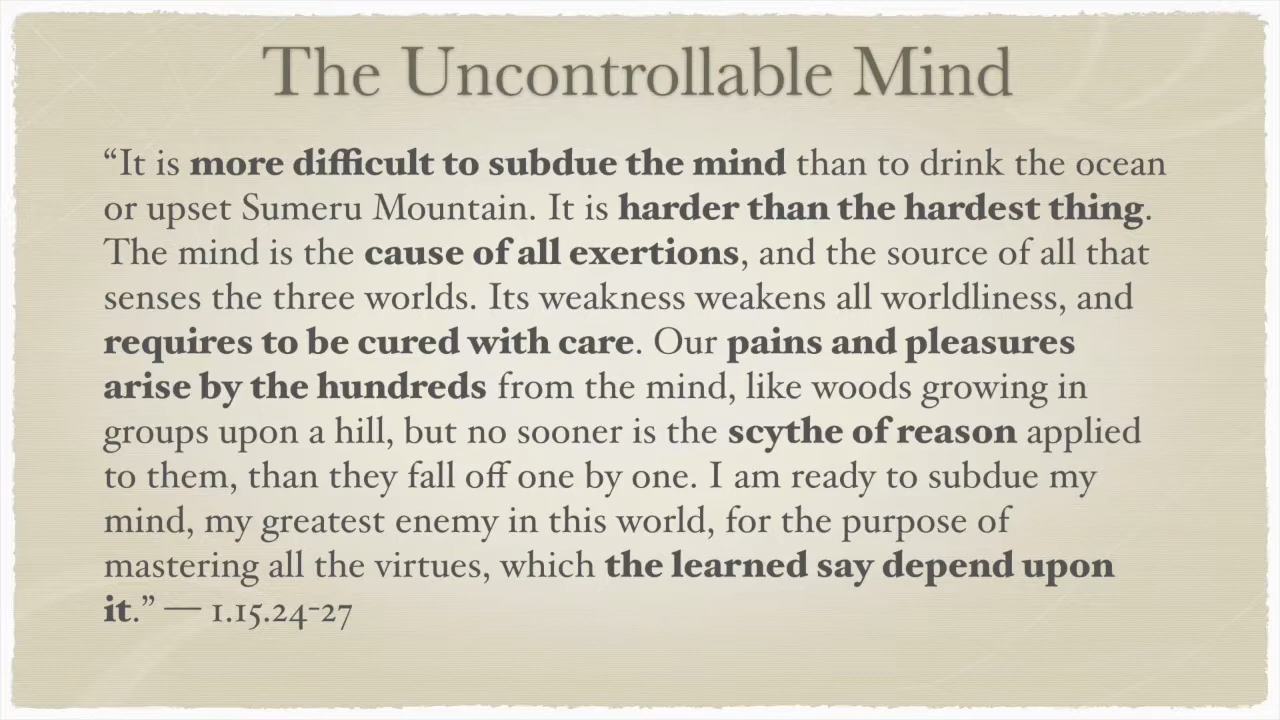 The Uncontrollable Mind
“It is more difficult to subdue the mind than to drink the ocean
or upset Sumeru Mountain. It is harder than the hardest thing.
The mind is the cause of all exertions, and the source of all that
senses the three worlds. Its weakness weakens all worldliness, and
requires to be cured with care. Our pains and pleasures
arise by the hundreds from the mind, like woods growing in
groups upon a hill, but no sooner is the scythe of reason applied
to them, than they fall off one by one. I am ready to subdue my
mind, my greatest enemy in this world, for the purpose of
mastering all the virtues, which the learned say depend upon
it.” — 1.15.24-27